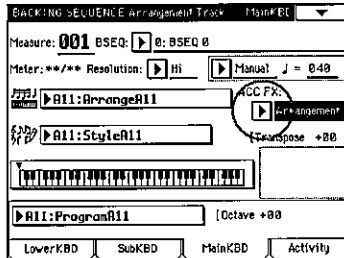 BACKING SEQUENCE Arrangement Track MainKBD
Measure: 001 BSEQ: 0: BSEQ 0
Meter: **/** Resolution: Hi Manual ♩ = 040
A11:ArrangeA11 ACC FX:
Arrangement
A11:StyleA11 [Transpose +00
A11:ProgramA11 [Octave +00
LowerKBD SubKBD MainKBD Activity